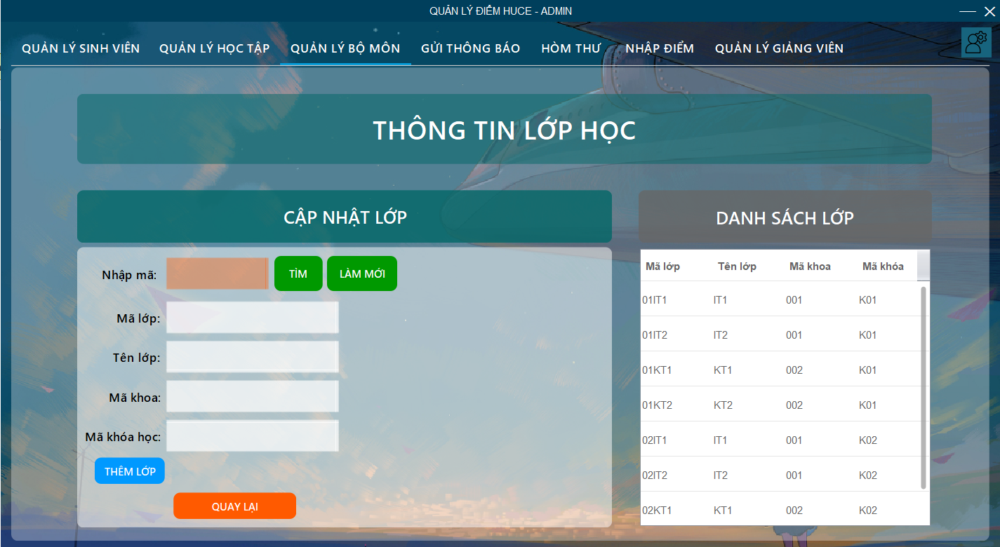 QUẢN LÝ ĐIỂM HUCE - ADMIN
QUẢN LÝ SINH VIÊN QUẢN LÝ HỌC TẬP QUẢN LÝ BỘ MÔN GỬI THÔNG BÁO HÒM THƯ NHẬP ĐIỂM QUẢN LÝ GIẢNG VIÊN
THÔNG TIN LỚP HỌC
CẬP NHẬT LỚP
Nhập mã: TÌM LÀM MỚI
Mã lớp:
Tên lớp:
Mã khoa:
Mã khóa học:
THÊM LỚP
QUAY LẠI
DANH SÁCH LỚP
Mã lớp Tên lớp Mã khoa Mã khóa
01IT1 IT1 001 K01
01IT2 IT2 001 K01
01KT1 KT1 002 K01
01KT2 KT2 002 K01
02IT1 IT1 001 K02
02IT2 IT2 001 K02
02KT1 KT1 002 K02